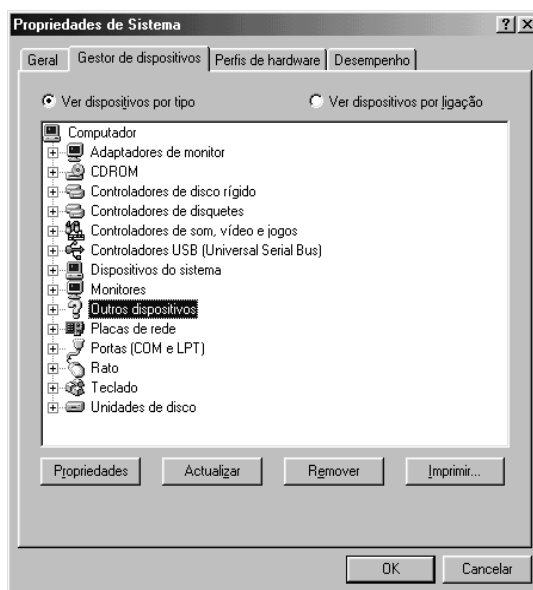 Propriedades de Sistema
Geral Gestor de dispositivos Perfis de hardware Desempenho
Ver dispositivos por tipo Ver dispositivos por ligação
Computador
Adaptadores de monitor
CDROM
Controladores de disco rígido
Controladores de disquetes
Controladores de som, vídeo e jogos
Controladores USB (Universal Serial Bus)
Dispositivos do sistema
Monitores
Outros dispositivos
Placas de rede
Portas (COM e LPT)
Rato
Teclado
Unidades de disco
Propriedades Actualizar Remover Imprimir...
OK Cancelar